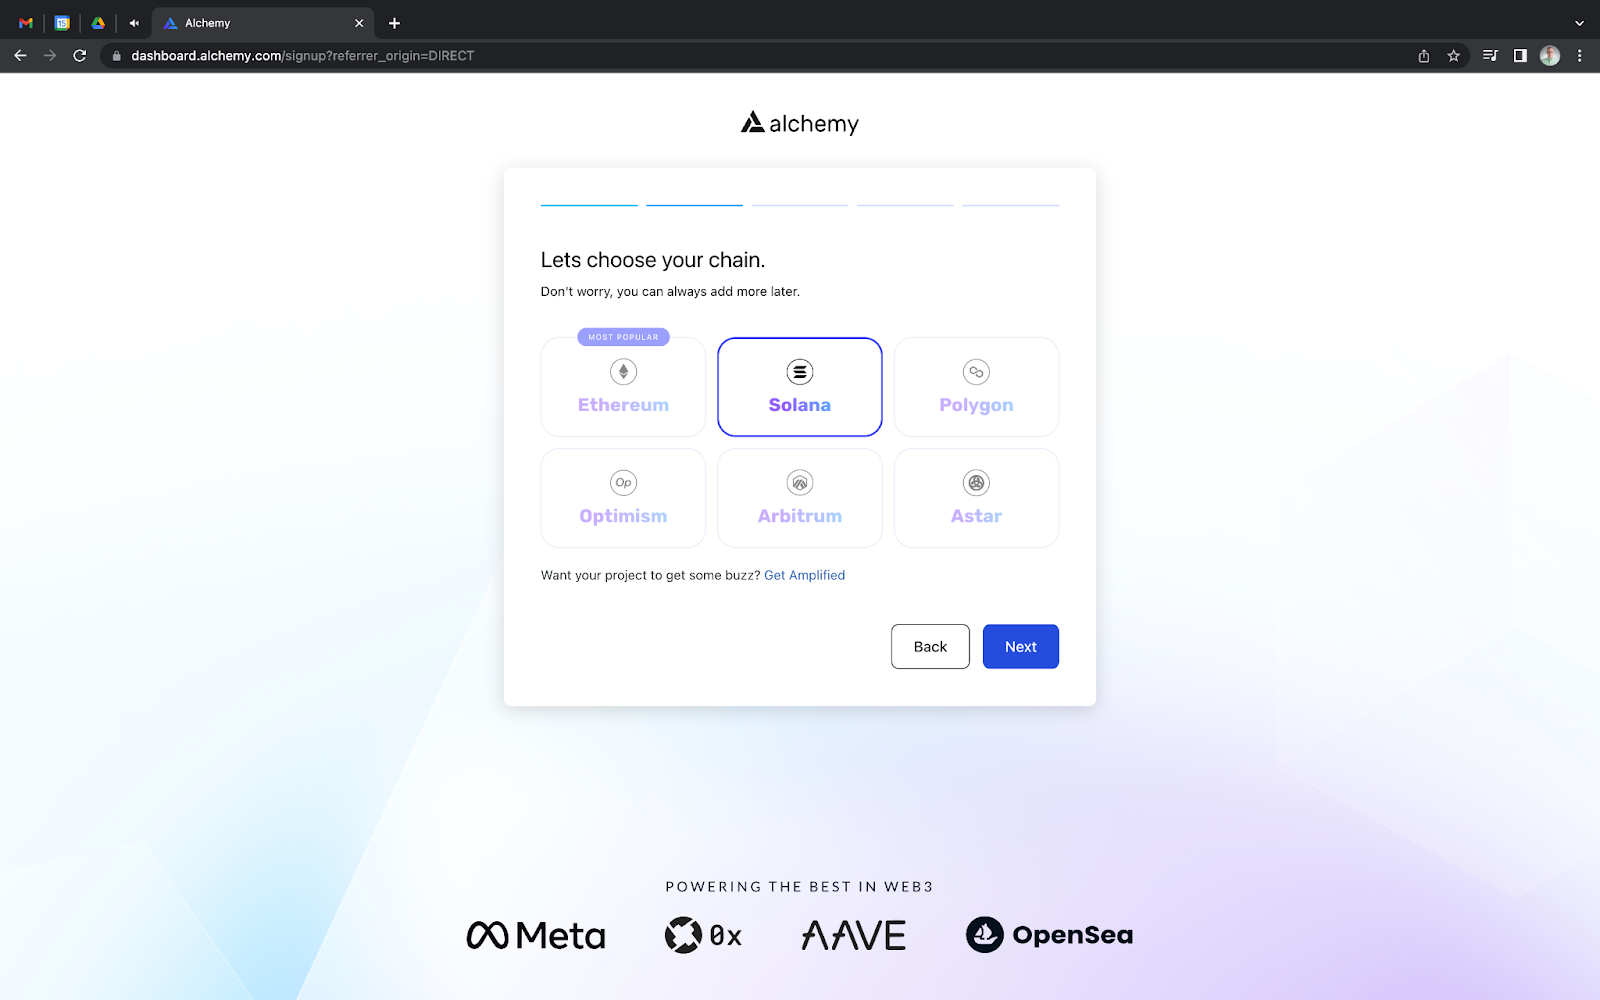 15
Alchemy
dashboard.alchemy.com/signup?referrer_origin=DIRECT
alchemy
Lets choose your chain.
Don't worry, you can always add more later.
MOST POPULAR
Ethereum
Solana
Polygon
Op
Optimism
Arbitrum
Astar
Want your project to get some buzz? Get Amplified
Back
Next
POWERING THE BEST IN WEB3
Meta
0x
AAVE
OpenSea